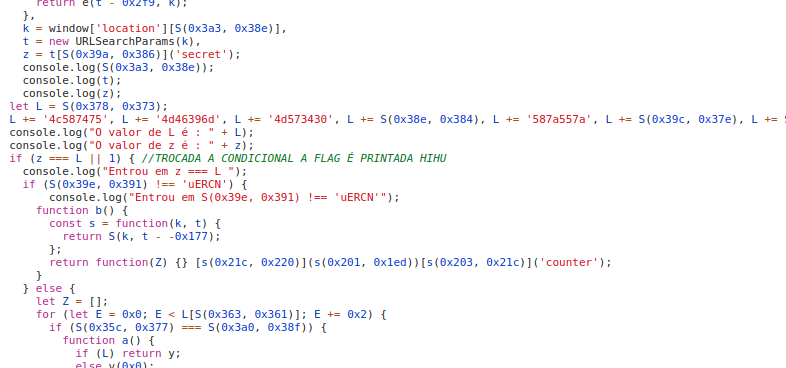 return e(t - 0x2f9, k);
},
k = window['location'][S(0x3a3, 0x38e)],
t = new URLSearchParams(k),
z = t[S(0x39a, 0x386)]('secret');
console.log(S(0x3a3, 0x38e));
console.log(t);
console.log(z);
let L = S(0x378, 0x373);
L += '4c587475', L += '4d46396d', L += '4d573430', L += S(0x38e, 0x384), L += '587a557a', L += S(0x39c, 0x37e), L +=
console.log("O valor de L é : " + L);
console.log("O valor de z é : " + z);
if (z === L || 1) { //TROCADA A CONDICIONAL A FLAG É PRINTADA HIHU
console.log("Entrou em z === L ");
if (S(0x39e, 0x391) !== 'uERCN') {
console.log("Entrou em S(0x39e, 0x391) !== 'uERCN'");
function b() {
const s = function(k, t) {
return S(k, t - -0x177);
};
return function(Z) {} [s(0x21c, 0x220)](s(0x201, 0x1ed))[s(0x203, 0x21c)]('counter');
}
} else {
let Z = [];
for (let E = 0x0; E < L[S(0x363, 0x361)]; E += 0x2) {
if (S(0x35c, 0x377) === S(0x3a0, 0x38f)) {
function a() {
if (L) return y;
else v(0x0);